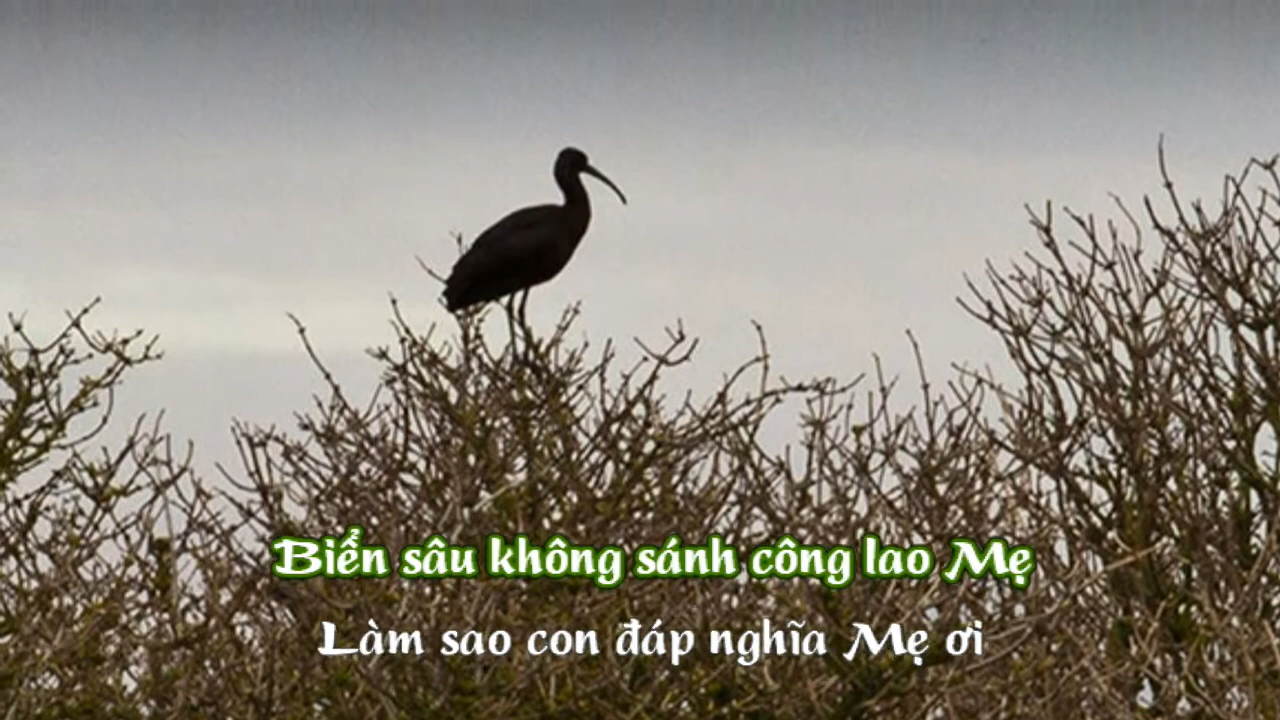 Biển sâu không sánh công lao Mẹ
Làm sao con đáp nghĩa Mẹ ơi